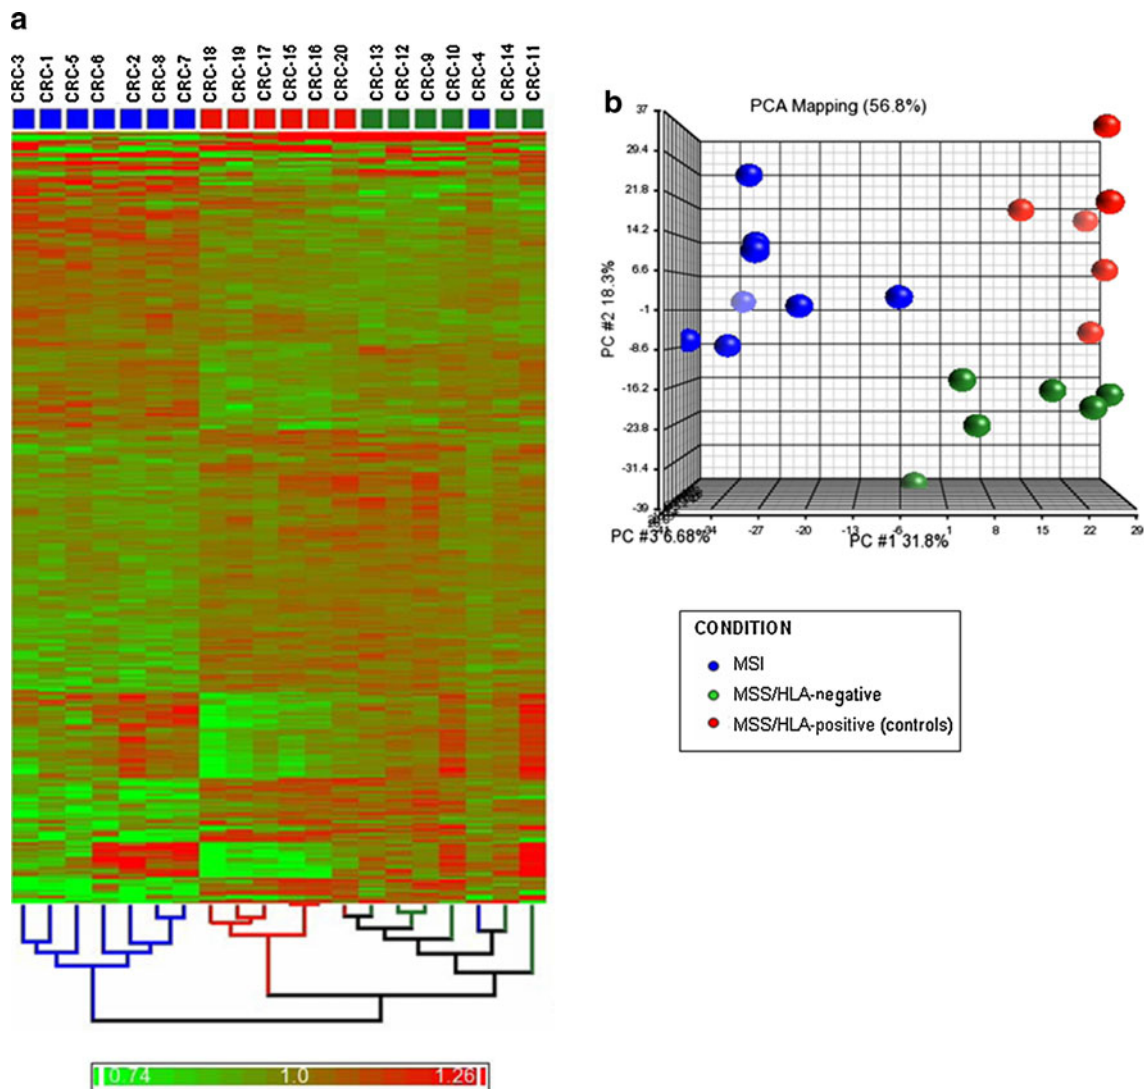 a
CRC-3
CRC-1
CRC-5
CRC-6
CRC-2
CRC-8
CRC-7
CRC-18
CRC-19
CRC-17
CRC-15
CRC-16
CRC-20
CRC-13
CRC-12
CRC-9
CRC-10
CRC-4
CRC-14
CRC-11
0.74 1.0 1.26
b
PCA Mapping (56.8%)
37
29.4
21.8
14.2
6.6
-1
-8.6
-16.2
-23.8
-31.4
-39
PC #2 18.3%
-27 -20 -13 -6 1 8 15 22 29
PC #3 6.68% PC #1 31.8%
CONDITION
MSI
MSS/HLA-negative
MSS/HLA-positive (controls)